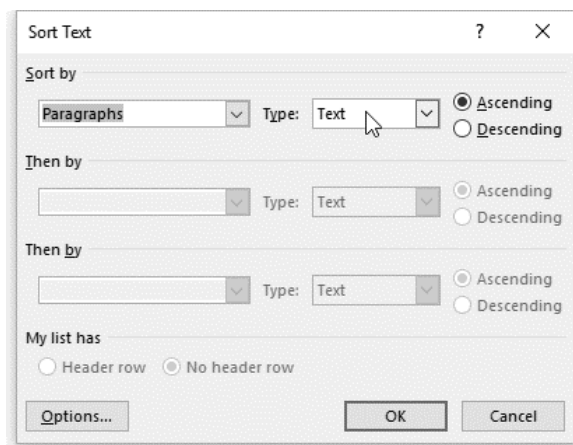 Sort Text ?
Sort by
Paragraphs Type: Text Ascending
Descending
Then by
Type: Text Ascending
Descending
Then by
Type: Text Ascending
Descending
My list has
Header row No header row
Options... OK Cancel